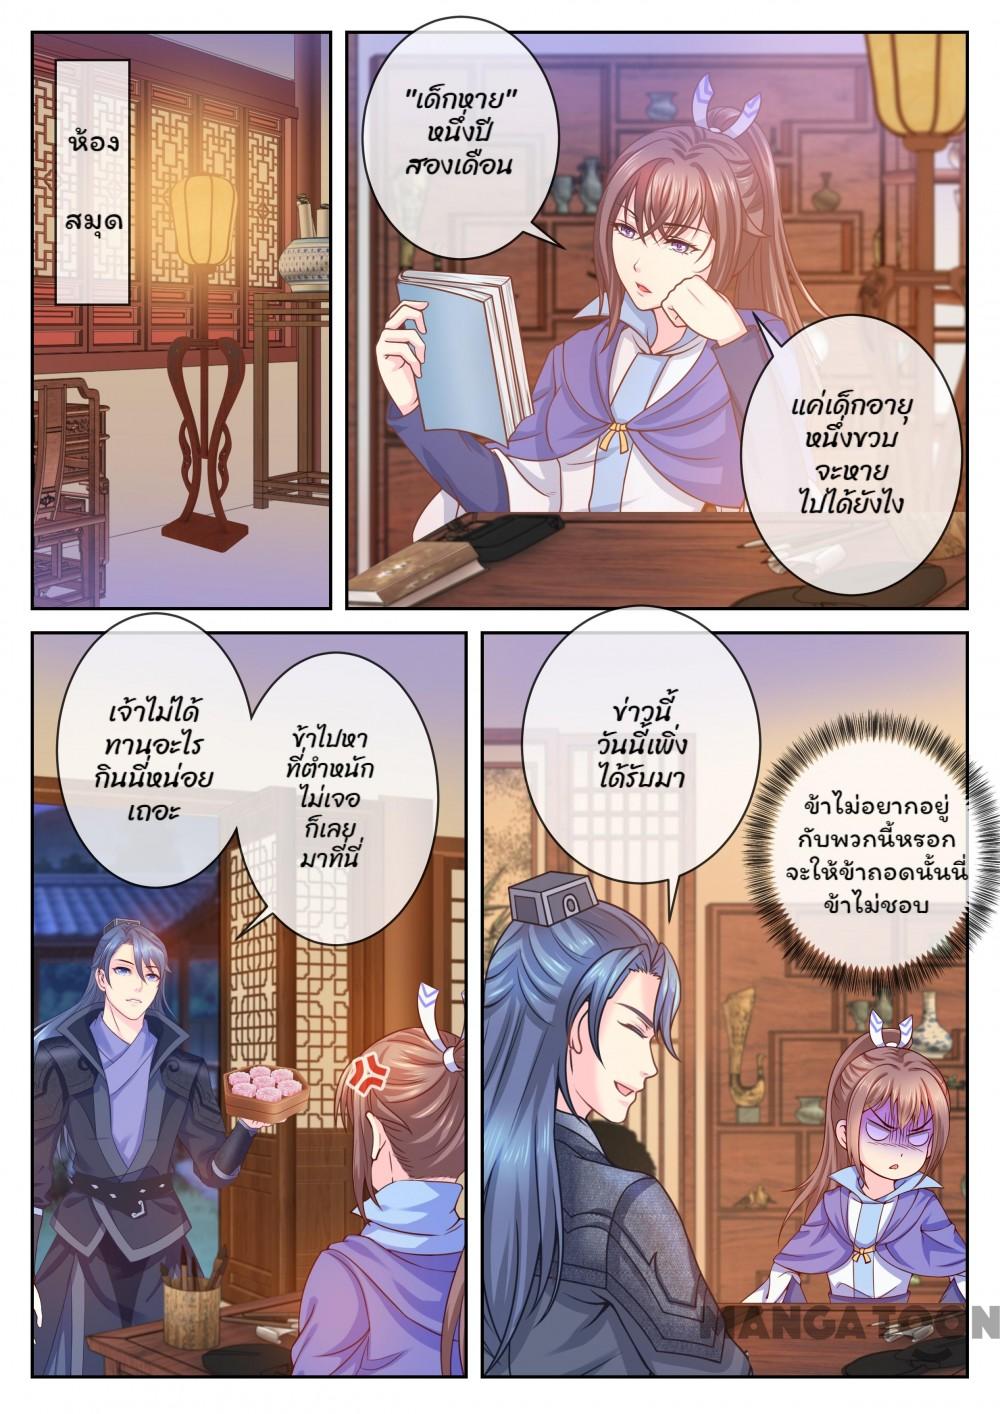 ห้อง
สมุด
"เด็กหาย"
หนึ่งปี
สองเดือน
แค่เด็กอายุ
หนึ่งขวบ
จะหาย
ไปได้ยังไง
เจ้าไม่ได้
ทานอะไร
กินนี่หน่อย
เถอะ
ข้าไปหา
ที่ตำหนัก
ไม่เจอ
ก็เลย
มาที่นี่
ข่าวนี้
วันนี้เพิ่ง
ได้รับมา
ข้าไม่อยากอยู่
กับพวกนี้หรอก
จะให้ข้าถอดนั้นนี่
ข้าไม่ชอบ
MANGATOON